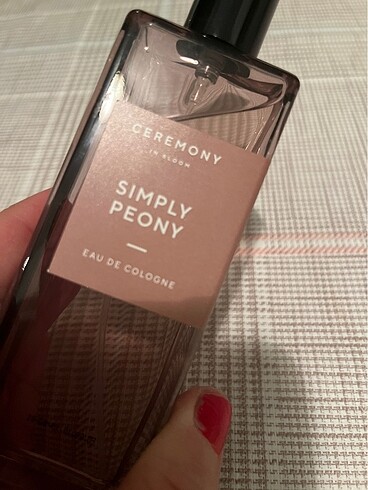 CEREMONY
IN BLOOM
SIMPLY
PEONY
EAU DE COLOGNE